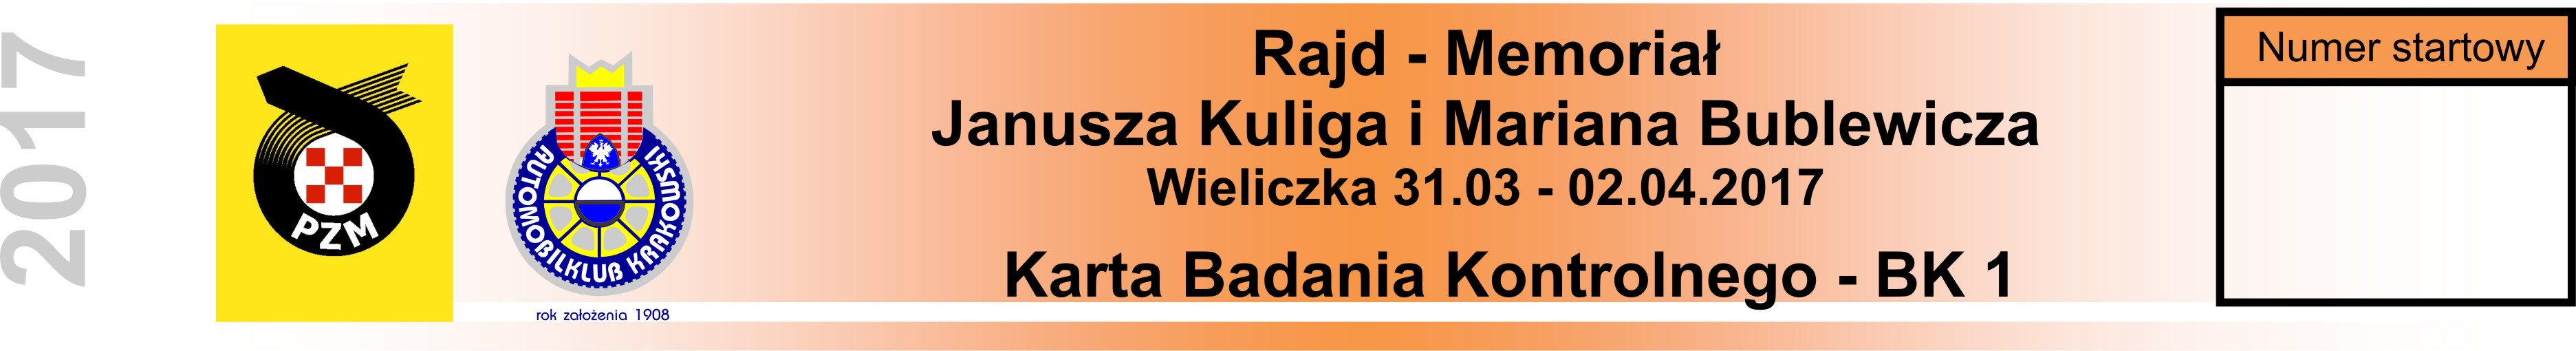 2017
PZM
AUTOMOBILKLUB KRAKOWSKI
rok założenia 1908
Rajd - Memoriał
Janusza Kuliga i Mariana Bublewicza
Wieliczka 31.03 - 02.04.2017
Karta Badania Kontrolnego - BK 1
Numer startowy